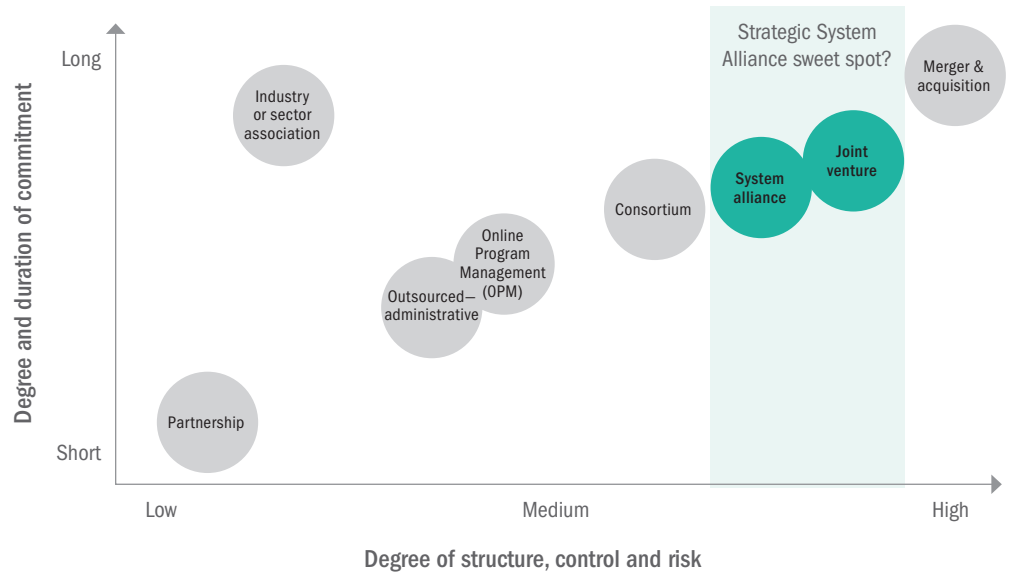 Strategic System
Alliance sweet spot?
Long
Degree and duration of commitment
Short
Industry
or sector
association
Merger &
acquisition
Joint
venture
System
alliance
Consortium
Online
Program
Management
(OPM)
Outsourced—
administrative
Partnership
Low
Medium
High
Degree of structure, control and risk